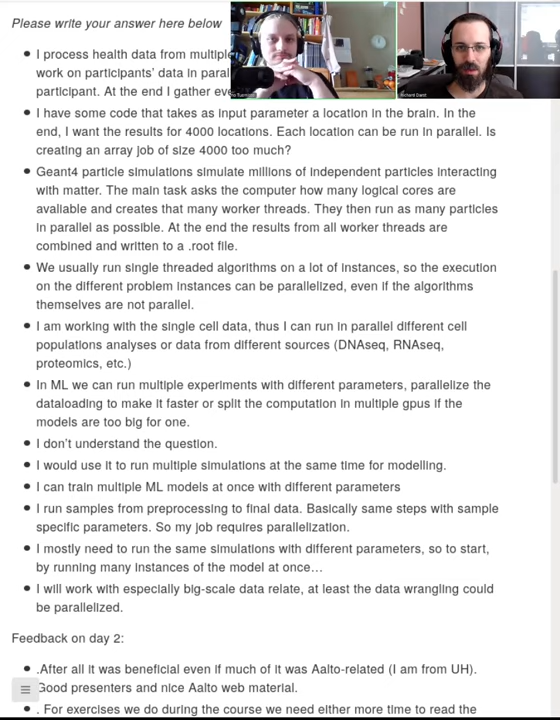 Please write your answer here below
I process health data from multiple
work on participants' data in paral
participant. At the end I gather eve
I have some code that takes as input parameter a location in the brain. In the
end, I want the results for 4000 locations. Each location can be run in parallel. Is
creating an array job of size 4000 too much?
Geant4 particle simulations simulate millions of independent particles interacting
with matter. The main task asks the computer how many logical cores are
avaliable and creates that many worker threads. They then run as many particles
in parallel as possible. At the end the results from all worker threads are
combined and written to a .root file.
We usually run single threaded algorithms on a lot of instances, so the execution
on the different problem instances can be parallelized, even if the algorithms
themselves are not parallel.
I am working with the single cell data, thus I can run in parallel different cell
populations analyses or data from different sources (DNAseq, RNAseq,
proteomics, etc.)
In ML we can run multiple experiments with different parameters, parallelize the
dataloading to make it faster or split the computation in multiple gpus if the
models are too big for one.
I don't understand the question.
I would use it to run multiple simulations at the same time for modelling.
I can train multiple ML models at once with different parameters
I run samples from preprocessing to final data. Basically same steps with sample
specific parameters. So my job requires parallelization.
I mostly need to run the same simulations with different parameters, so to start,
by running many instances of the model at once…
I will work with especially big-scale data relate, at least the data wrangling could
be parallelized.
Feedback on day 2:
.After all it was beneficial even if much of it was Aalto-related (I am from UH).
Good presenters and nice Aalto web material.
. For exercises we do during the course we need either more time to read the